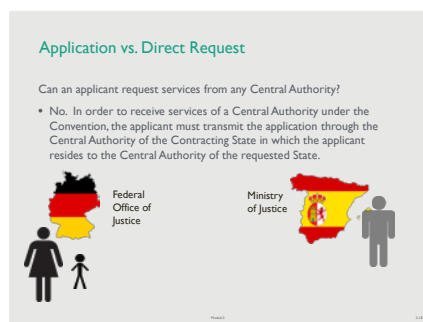 Application vs. Direct Request
Can an applicant request services from any Central Authority?
• No. In order to receive services of a Central Authority under the
Convention, the applicant must transmit the application through the
Central Authority of the Contracting State in which the applicant
resides to the Central Authority of the requested State.
Federal
Office of
Justice
Ministry
of Justice